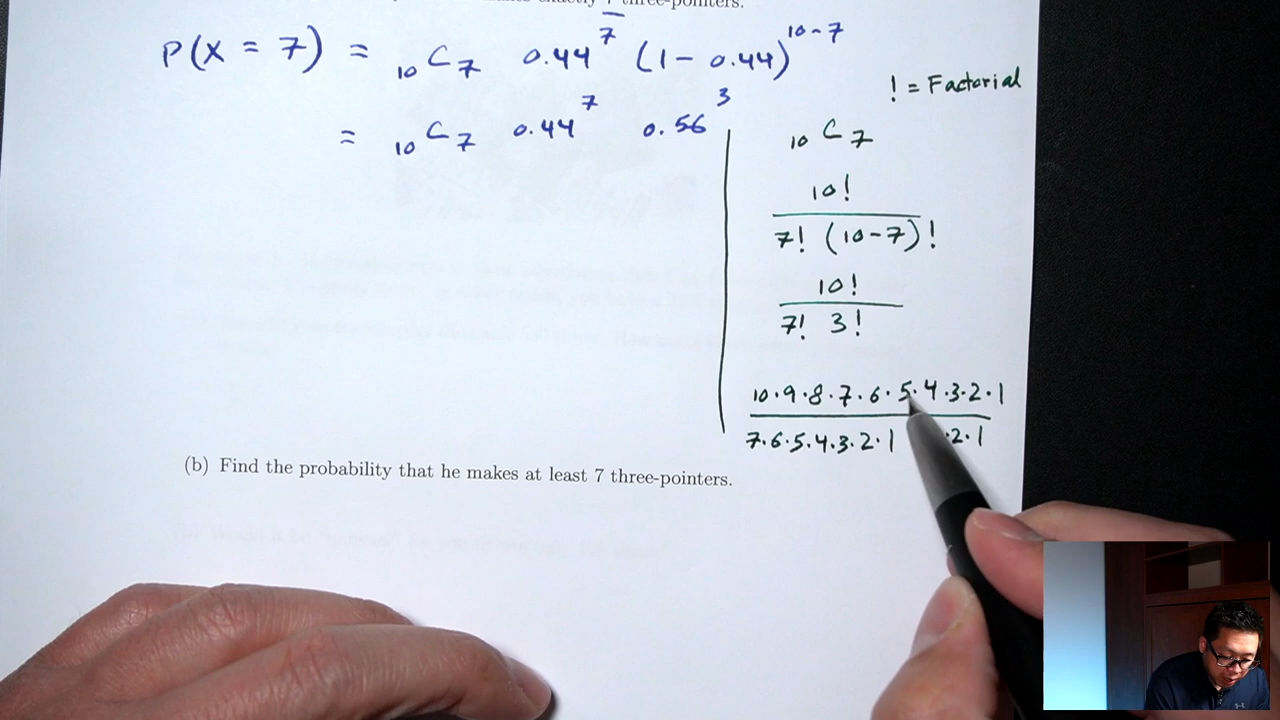 three-pointers.
P(X = 7) = ₁₀C₇ 0.44⁷ (1 - 0.44)¹⁰⁻⁷
= ₁₀C₇ 0.44⁷ 0.56³
! = Factorial
₁₀C₇
10!
7! (10-7)!
10!
7! 3!
10·9·8·7·6·5·4·3·2·1
7·6·5·4·3·2·1 ·2·1
(b) Find the probability that he makes at least 7 three-pointers.